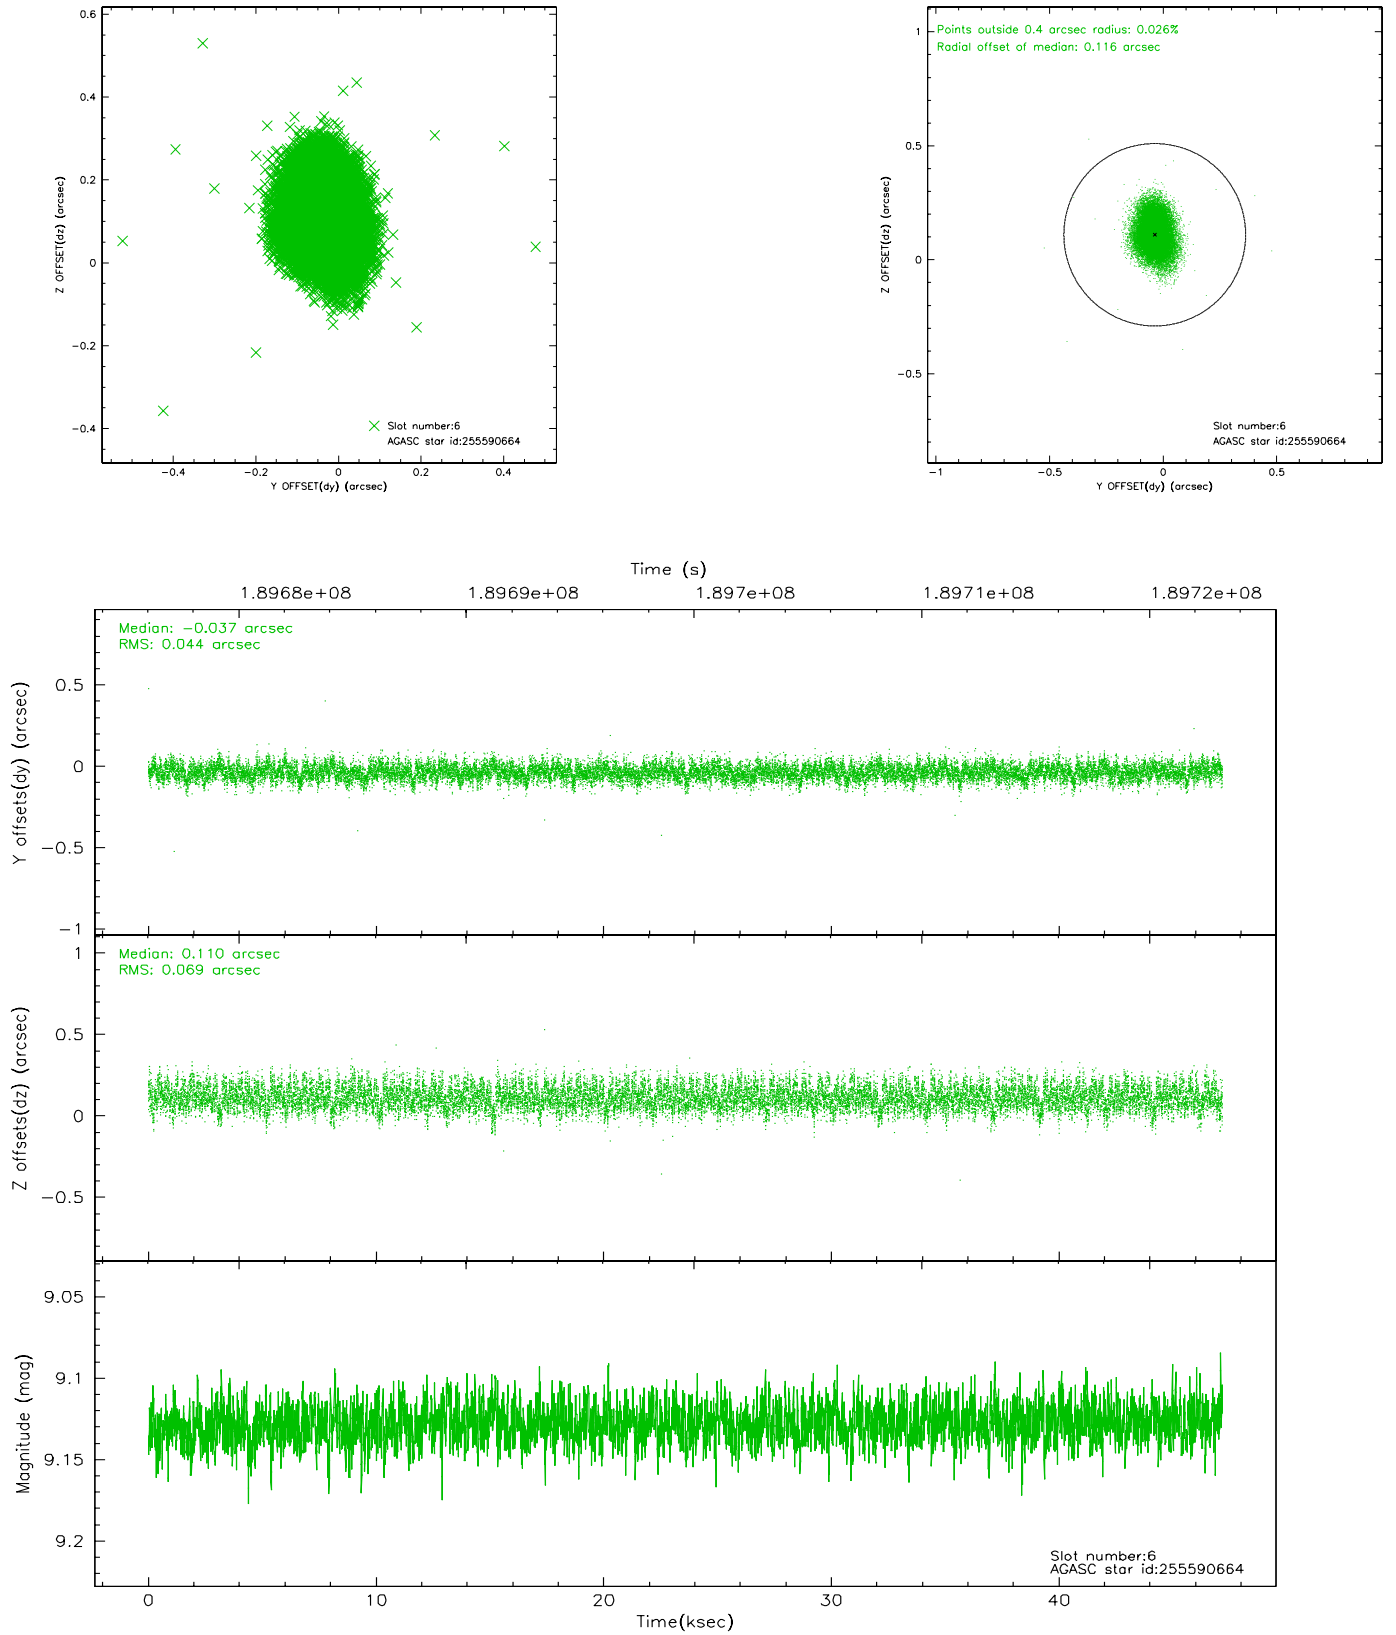 0.6
0.4
0.2
0
−0.2
−0.4
Z OFFSET(dz) (arcsec)
−0.4 −0.2 0 0.2 0.4
Y OFFSET(dy) (arcsec)
Slot number:6
AGASC star id:255590664
Points outside 0.4 arcsec radius: 0.026%
Radial offset of median: 0.116 arcsec
1
0.5
0
−0.5
Z OFFSET(dz) (arcsec)
−1 −0.5 0 0.5
Y OFFSET(dy) (arcsec)
Slot number:6
AGASC star id:255590664
Time (s)
1.8968e+08 1.8969e+08 1.897e+08 1.8971e+08 1.8972e+08
Median: −0.037 arcsec
RMS: 0.044 arcsec
0.5
0
−0.5
−1
Y offsets(dy) (arcsec)
Median: 0.110 arcsec
RMS: 0.069 arcsec
1
0.5
0
−0.5
Z offsets(dz) (arcsec)
9.05
9.1
9.15
9.2
Magnitude (mag)
Slot number:6
AGASC star id:255590664
0 10 20 30 40
Time(ksec)